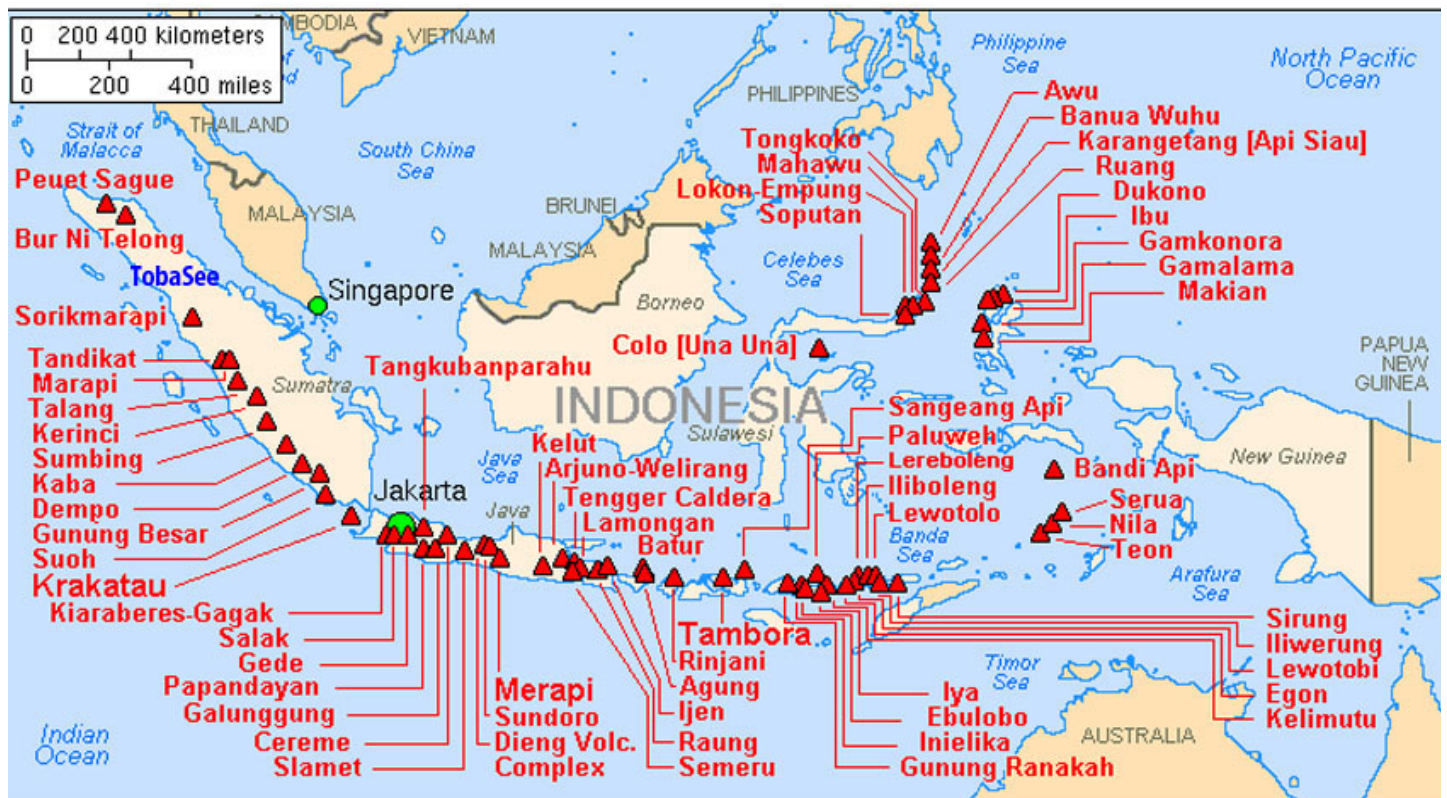 0 200 400 kilometers
0 200 400 miles
CAMBODIA
VIETNAM
THAILAND
Strait of
Malacca
South China
Sea
Philippine
Sea
North Pacific
Ocean
PHILIPPINES
MALAYSIA
BRUNEI
MALAYSIA
Celebes
Sea
Borneo
Singapore
Peuet Sague
Bur Ni Telong
TobaSee
Sorikmarapi
Tandikat
Marapi
Talang
Kerinci
Sumbing
Kaba
Dempo
Gunung Besar
Suoh
Krakatau
Kiaraberes-Gagak
Salak
Gede
Papandayan
Galunggung
Cereme
Slamet
Sumatra
Tangkubanparahu
Jakarta
Java
Sea
Java
Kelut
Arjuno-Welirang
Tengger Caldera
Lamongan
Batur
Merapi
Sundoro
Dieng Volc.
Complex
Tambora
Rinjani
Agung
Ijen
Raung
Semeru
INDONESIA
Sulawesi
Colo [Una Una]
Tongkoko
Mahawu
Lokon-Empung
Soputan
Awu
Banua Wuhu
Karangetang [Api Siau]
Ruang
Dukono
Ibu
Gamkonora
Gamalama
Makian
Sangeang Api
Paluweh
Lereboleng
Iliboleng
Lewotolo
Banda
Sea
Bandi Api
Serua
Nila
Teon
New Guinea
PAPUA
NEW
GUINEA
Arafura
Sea
Sirung
Iliwerung
Lewotobi
Egon
Kelimutu
Iya
Ebulobo
Inielika
Gunung Ranakah
Timor
Sea
AUSTRALIA
Indian
Ocean